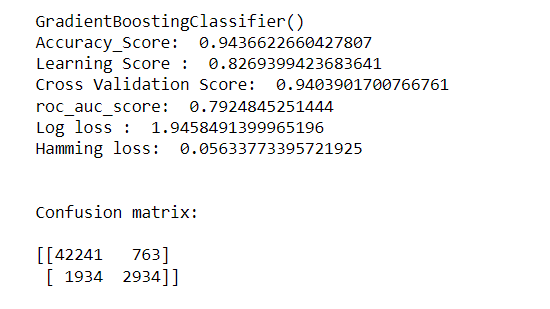 GradientBoostingClassifier()
Accuracy_Score:  0.9436622660427807
Learning Score :  0.8269399423683641
Cross Validation Score:  0.9403901700766761
roc_auc_score:  0.7924845251444
Log loss :  1.9458491399965196
Hamming loss:  0.05633773395721925
Confusion matrix:
[[42241   763]
 [ 1934  2934]]